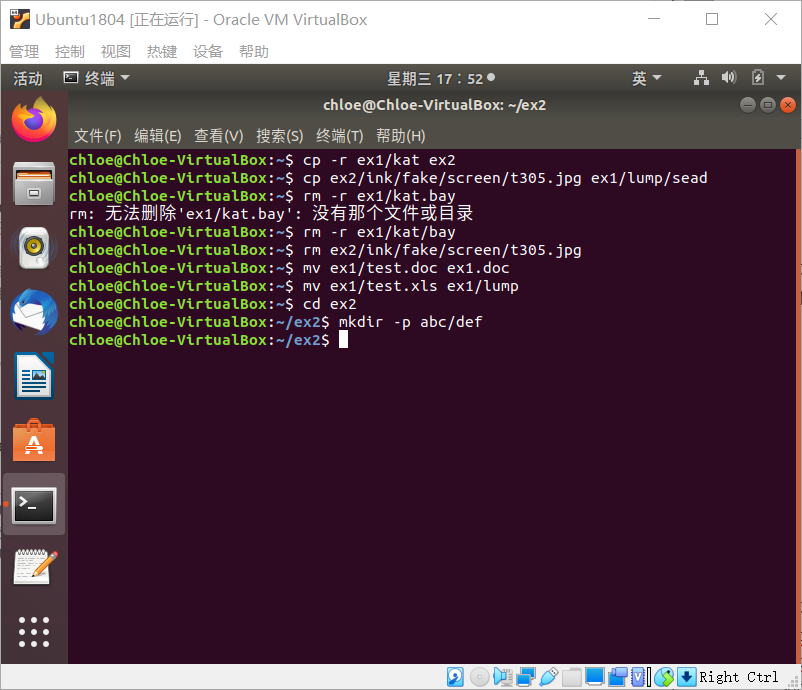 Ubuntu1804 [正在运行] - Oracle VM VirtualBox
管理 控制 视图 热键 设备 帮助
活动 终端 星期三 17：52 英
chloe@Chloe-VirtualBox: ~/ex2
文件(F) 编辑(E) 查看(V) 搜索(S) 终端(T) 帮助(H)
chloe@Chloe-VirtualBox:~$ cp -r ex1/kat ex2
chloe@Chloe-VirtualBox:~$ cp ex2/ink/fake/screen/t305.jpg ex1/lump/sead
chloe@Chloe-VirtualBox:~$ rm -r ex1/kat.bay
rm: 无法删除'ex1/kat.bay': 没有那个文件或目录
chloe@Chloe-VirtualBox:~$ rm -r ex1/kat/bay
chloe@Chloe-VirtualBox:~$ rm ex2/ink/fake/screen/t305.jpg
chloe@Chloe-VirtualBox:~$ mv ex1/test.doc ex1.doc
chloe@Chloe-VirtualBox:~$ mv ex1/test.xls ex1/lump
chloe@Chloe-VirtualBox:~$ cd ex2
chloe@Chloe-VirtualBox:~/ex2$ mkdir -p abc/def
chloe@Chloe-VirtualBox:~/ex2$
Right Ctrl